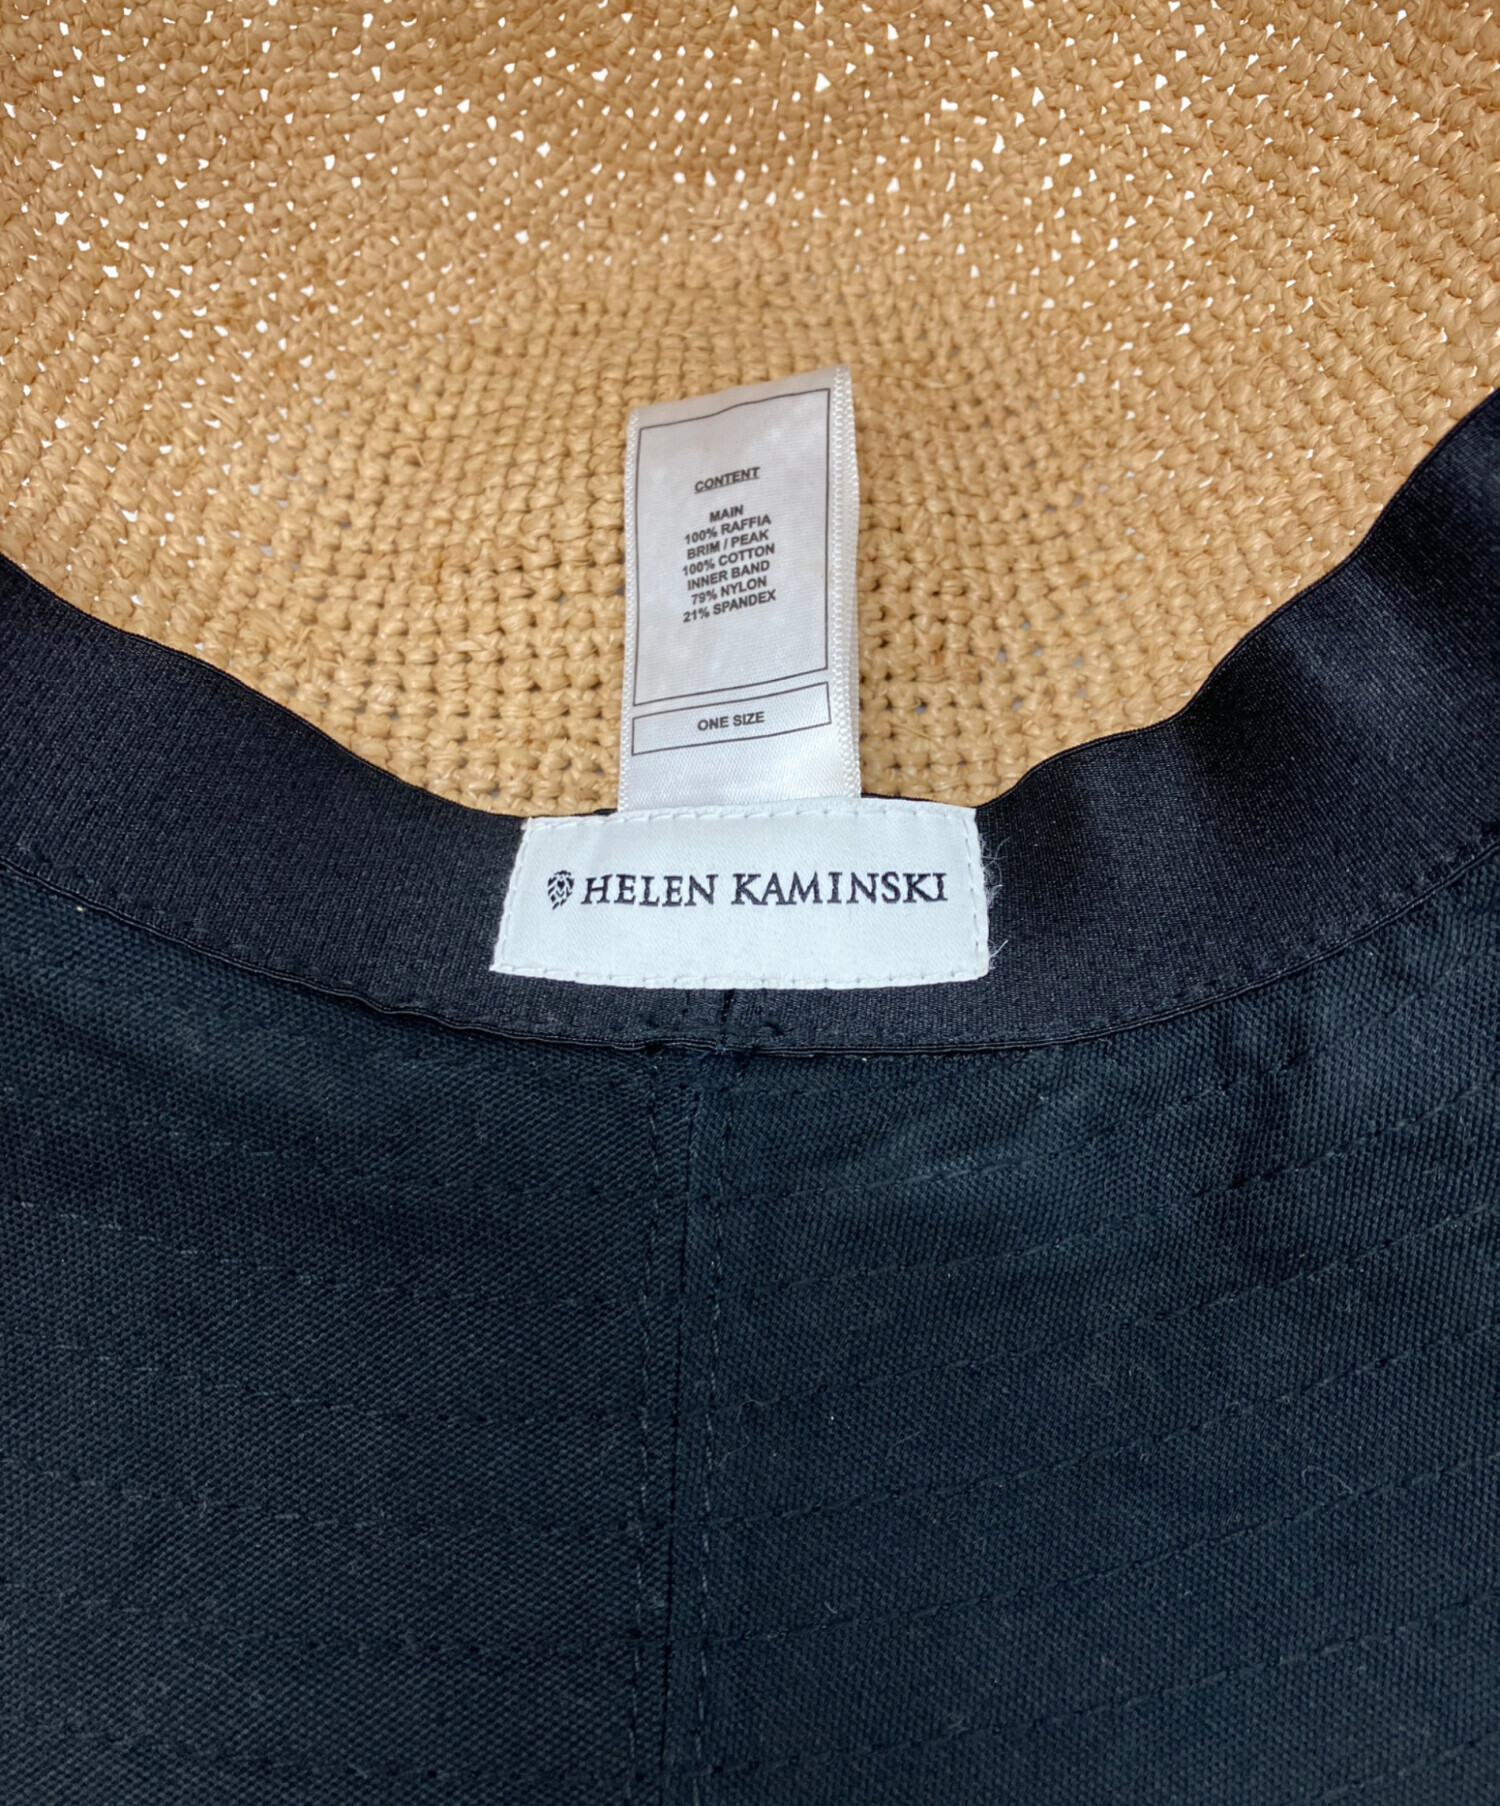 CONTENT
MAIN
100% RAFFIA
BRIM / PEAK
100% COTTON
INNER BAND
79% NYLON
21% SPANDEX
ONE SIZE
HELEN KAMINSKI